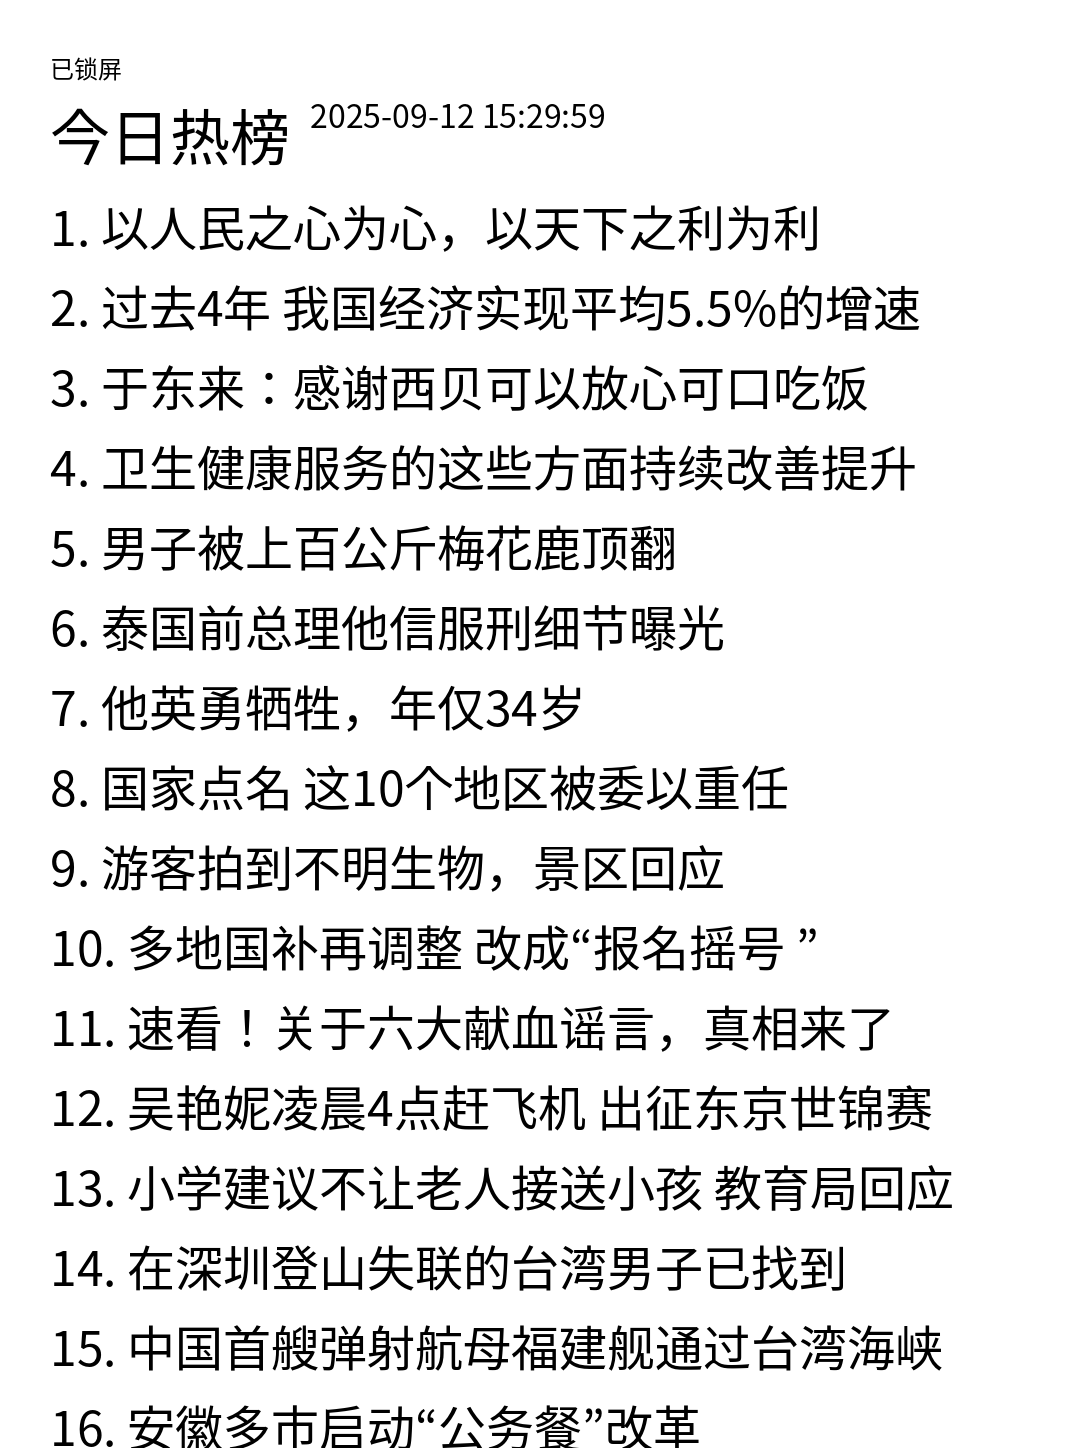 已锁屏
今日热榜 2025-09-12 15:29:59
1. 以人民之心为心，以天下之利为利
2. 过去4年 我国经济实现平均5.5%的增速
3. 于东来：感谢西贝可以放心可口吃饭
4. 卫生健康服务的这些方面持续改善提升
5. 男子被上百公斤梅花鹿顶翻
6. 泰国前总理他信服刑细节曝光
7. 他英勇牺牲，年仅34岁
8. 国家点名 这10个地区被委以重任
9. 游客拍到不明生物，景区回应
10. 多地国补再调整 改成“报名摇号 ”
11. 速看！关于六大献血谣言，真相来了
12. 吴艳妮凌晨4点赶飞机 出征东京世锦赛
13. 小学建议不让老人接送小孩 教育局回应
14. 在深圳登山失联的台湾男子已找到
15. 中国首艘弹射航母福建舰通过台湾海峡
16. 安徽多市启动“公务餐”改革